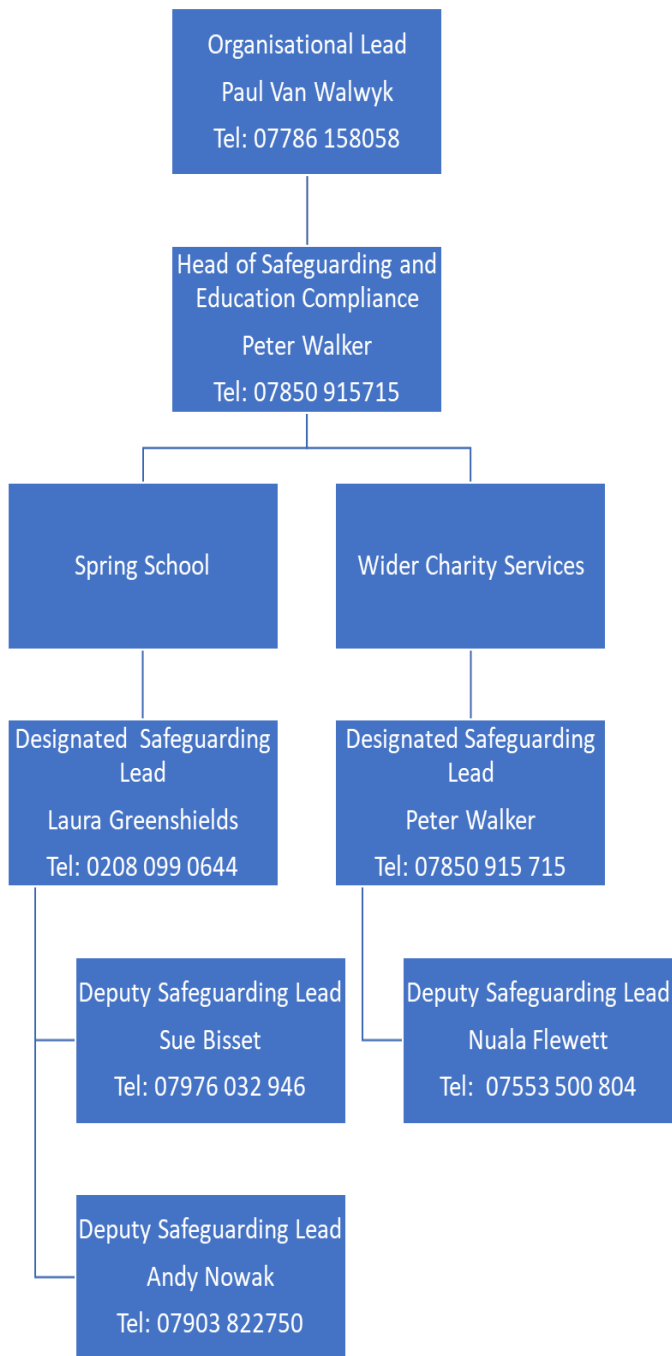 Organisational Lead
Paul Van Walwyk
Tel: 07786 158058
Head of Safeguarding and
Education Compliance
Peter Walker
Tel: 07850 915715
Spring School
Wider Charity Services
Designated Safeguarding
Lead
Laura Greenshields
Tel: 0208 099 0644
Designated Safeguarding
Lead
Peter Walker
Tel: 07850 915 715
Deputy Safeguarding Lead
Sue Bisset
Tel: 07976 032 946
Deputy Safeguarding Lead
Nuala Flewett
Tel: 07553 500 804
Deputy Safeguarding Lead
Andy Nowak
Tel: 07903 822750